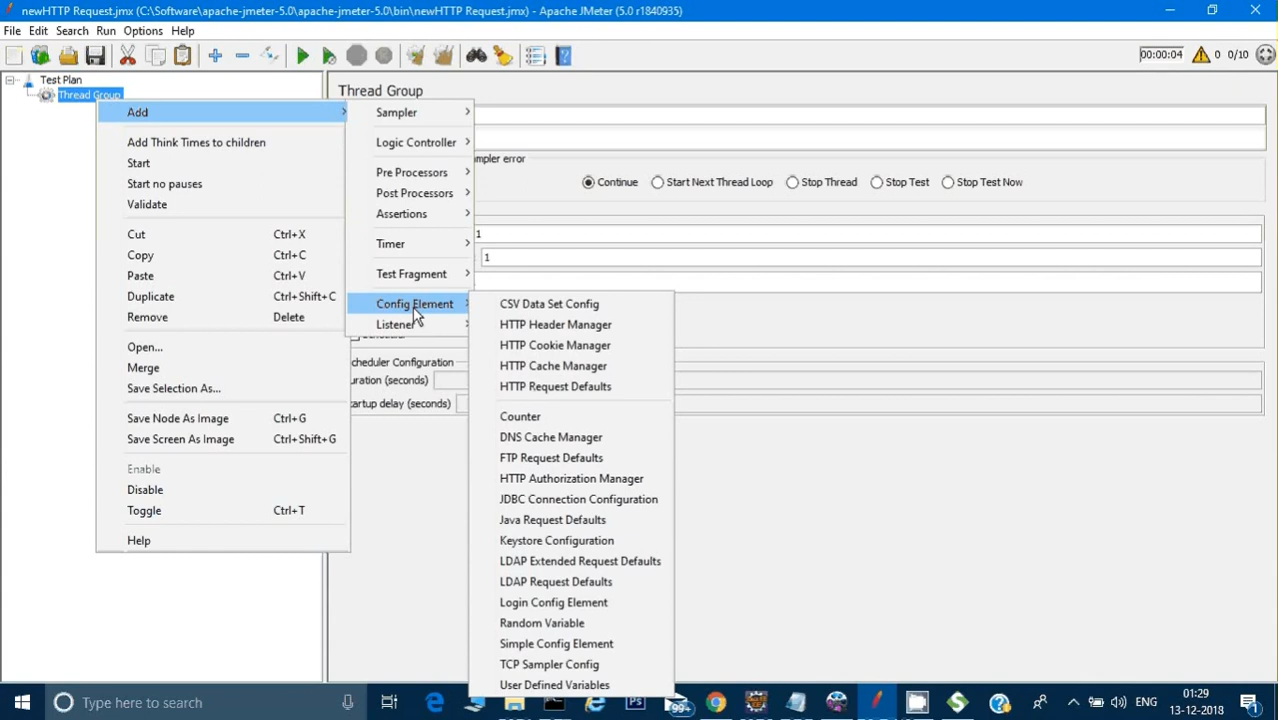 newHTTP Request.jmx (C:\Software\apache-jmeter-5.0\apache-jmeter-5.0\bin\newHTTP Request.jmx) - Apache JMeter (5.0 r1840935)
File Edit Search Run Options Help
00:00:04 0 0/10
Test Plan
Thread Group
Add
Add Think Times to children
Start
Start no pauses
Validate
Cut Ctrl+X
Copy Ctrl+C
Paste Ctrl+V
Duplicate Ctrl+Shift+C
Remove Delete
Open...
Merge
Save Selection As...
Save Node As Image Ctrl+G
Save Screen As Image Ctrl+Shift+G
Enable
Disable
Toggle Ctrl+T
Help
Sampler
Logic Controller
Pre Processors
Post Processors
Assertions
Timer
Test Fragment
Config Element
Listener
CSV Data Set Config
HTTP Header Manager
HTTP Cookie Manager
HTTP Cache Manager
HTTP Request Defaults
Counter
DNS Cache Manager
FTP Request Defaults
HTTP Authorization Manager
JDBC Connection Configuration
Java Request Defaults
Keystore Configuration
LDAP Extended Request Defaults
LDAP Request Defaults
Login Config Element
Random Variable
Simple Config Element
TCP Sampler Config
User Defined Variables
Thread Group
mpler error
Continue Start Next Thread Loop Stop Thread Stop Test Stop Test Now
1
1
cheduler Configuration
uration (seconds)
tartup delay (seconds)
Type here to search
99+
ENG
01:29
13-12-2018
1